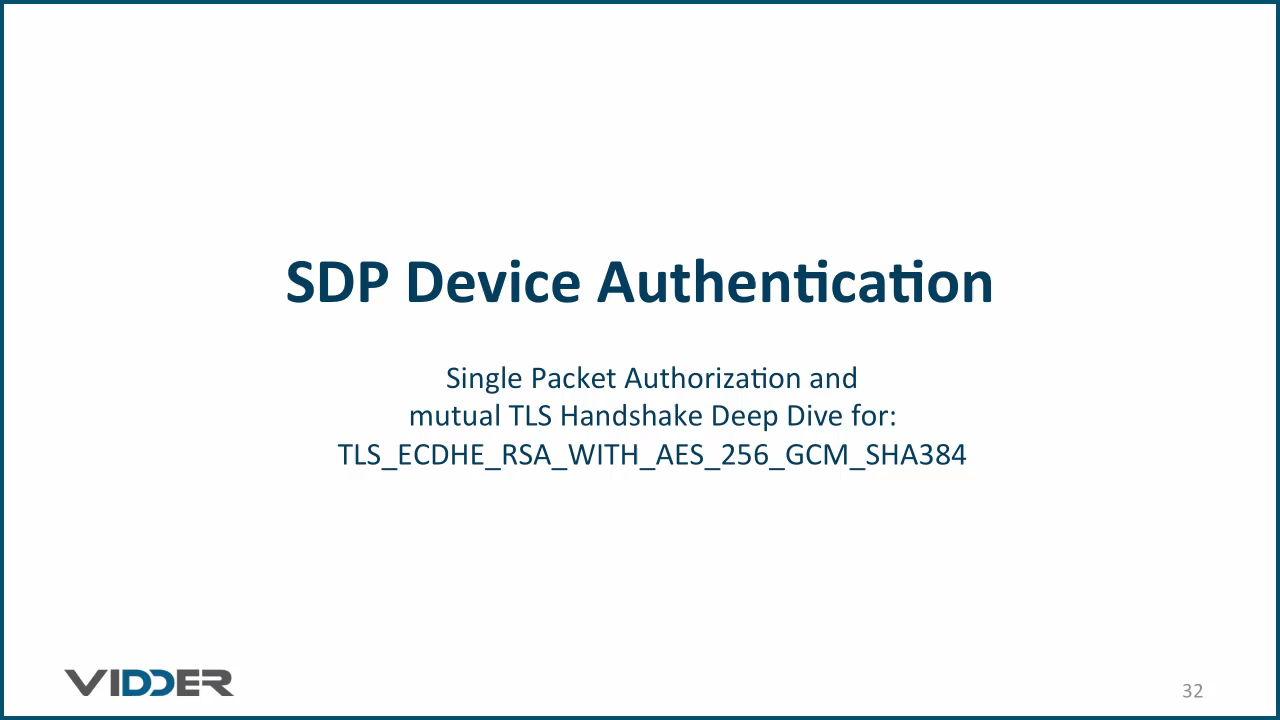 SDP Device Authentication
Single Packet Authorization and
mutual TLS Handshake Deep Dive for:
TLS_ECDHE_RSA_WITH_AES_256_GCM_SHA384
VIDDER
32